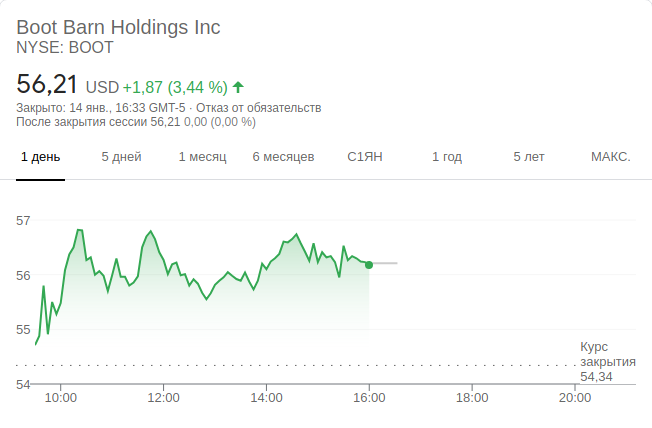 Boot Barn Holdings Inc
NYSE: BOOT
56,21 USD +1,87 (3,44 %)
Закрыто: 14 янв., 16:33 GMT-5 · Отказ от обязательств
После закрытия сессии 56,21 0,00 (0,00 %)
1 день 5 дней 1 месяц 6 месяцев С1ЯН 1 год 5 лет МАКС.
57
56
55
Курс
закрытия
54,34
54
10:00 12:00 14:00 16:00 18:00 20:00